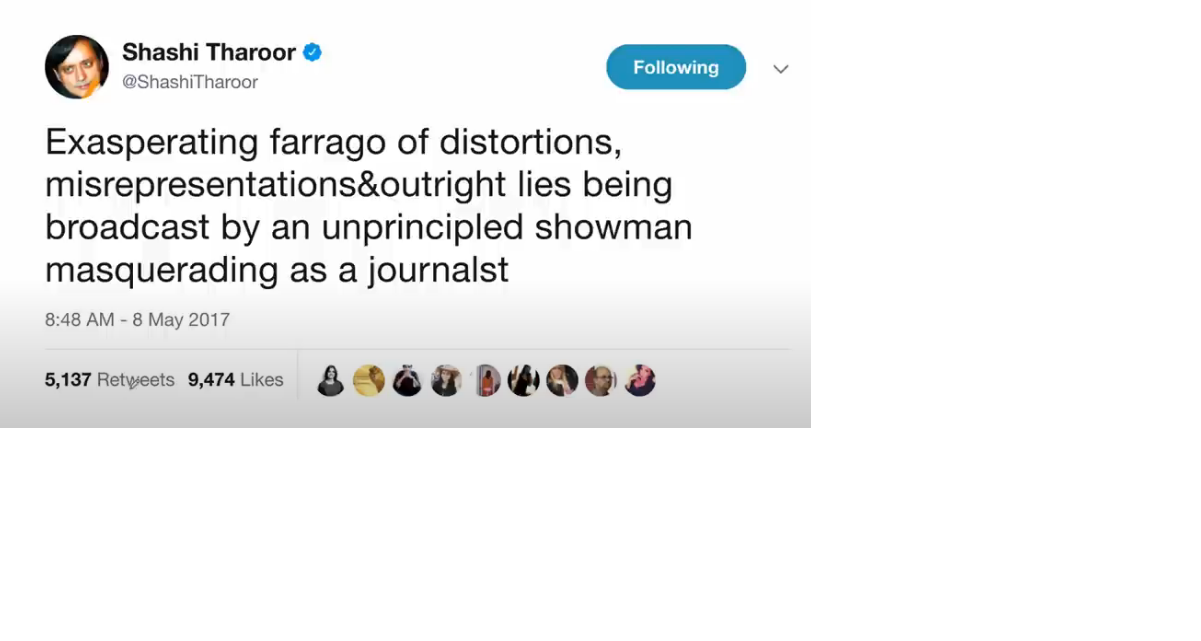 Shashi Tharoor
@ShashiTharoor
Following
Exasperating farrago of distortions,
misrepresentations&outright lies being
broadcast by an unprincipled showman
masquerading as a journalst
8:48 AM - 8 May 2017
5,137 Retweets 9,474 Likes